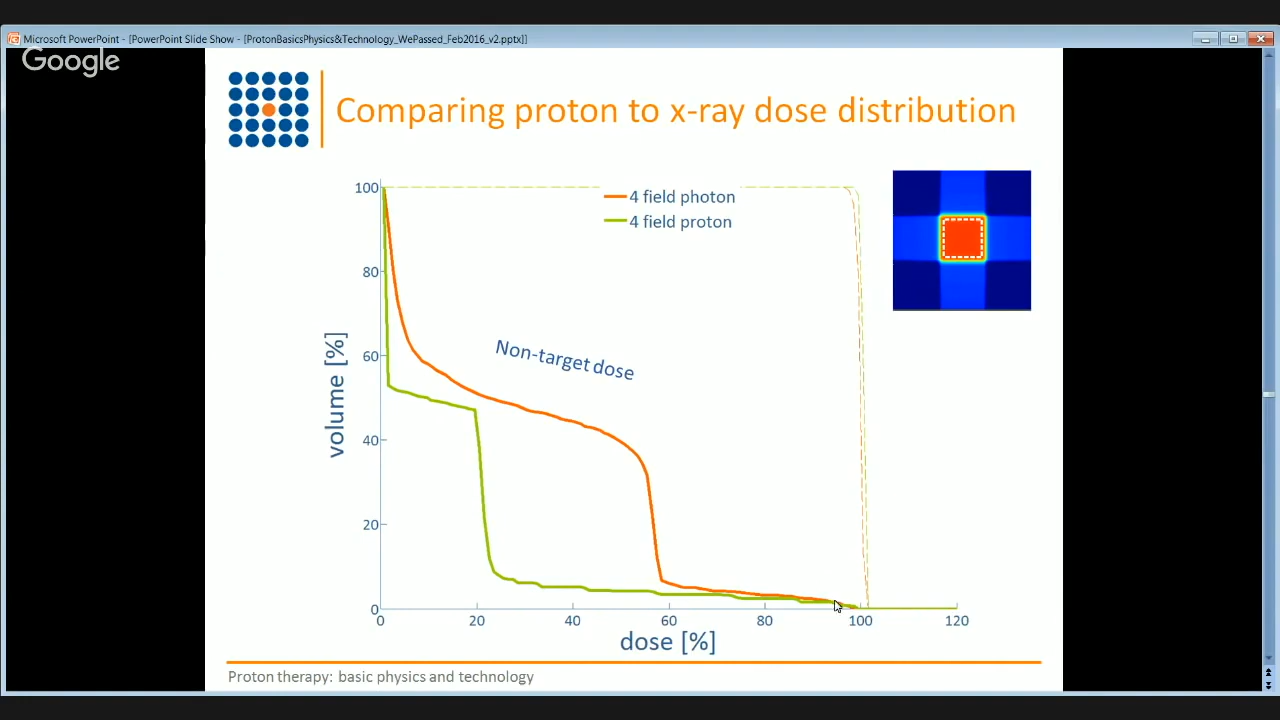 Microsoft PowerPoint - [PowerPoint Slide Show - [ProtonBasicsPhysics&Technology_WePassed_Feb2016_v2.pptx]]
Google
Comparing proton to x-ray dose distribution
4 field photon
4 field proton
Non-target dose
volume [%]
100
80
60
40
20
0
0 20 40 60 80 100 120
dose [%]
Proton therapy: basic physics and technology